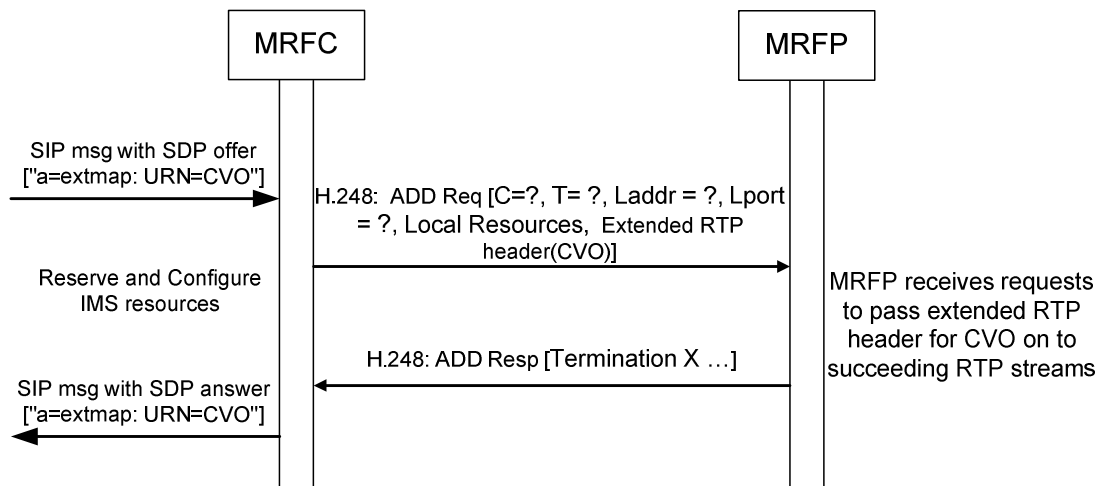 MRFC
MRFP
SIP msg with SDP offer
["a=extmap: URN=CVO"]
H.248: ADD Req [C=?, T= ?, Laddr = ?, Lport
= ?, Local Resources, Extended RTP
header(CVO)]
Reserve and Configure
IMS resources
MRFP receives requests
to pass extended RTP
header for CVO on to
succeeding RTP streams
H.248: ADD Resp [Termination X …]
SIP msg with SDP answer
["a=extmap: URN=CVO"]